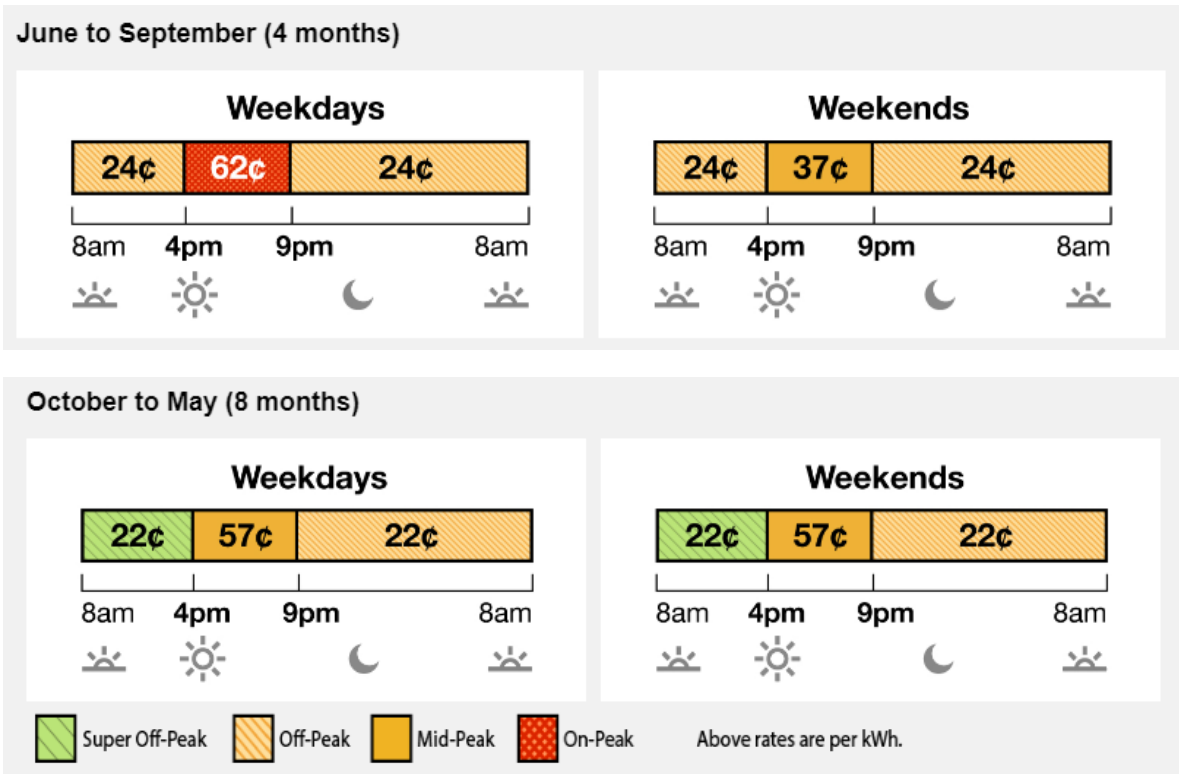 June to September (4 months)
Weekdays
24¢ 62¢ 24¢
8am 4pm 9pm 8am
Weekends
24¢ 37¢ 24¢
8am 4pm 9pm 8am
October to May (8 months)
Weekdays
22¢ 57¢ 22¢
8am 4pm 9pm 8am
Weekends
22¢ 57¢ 22¢
8am 4pm 9pm 8am
Super Off-Peak Off-Peak Mid-Peak On-Peak Above rates are per kWh.